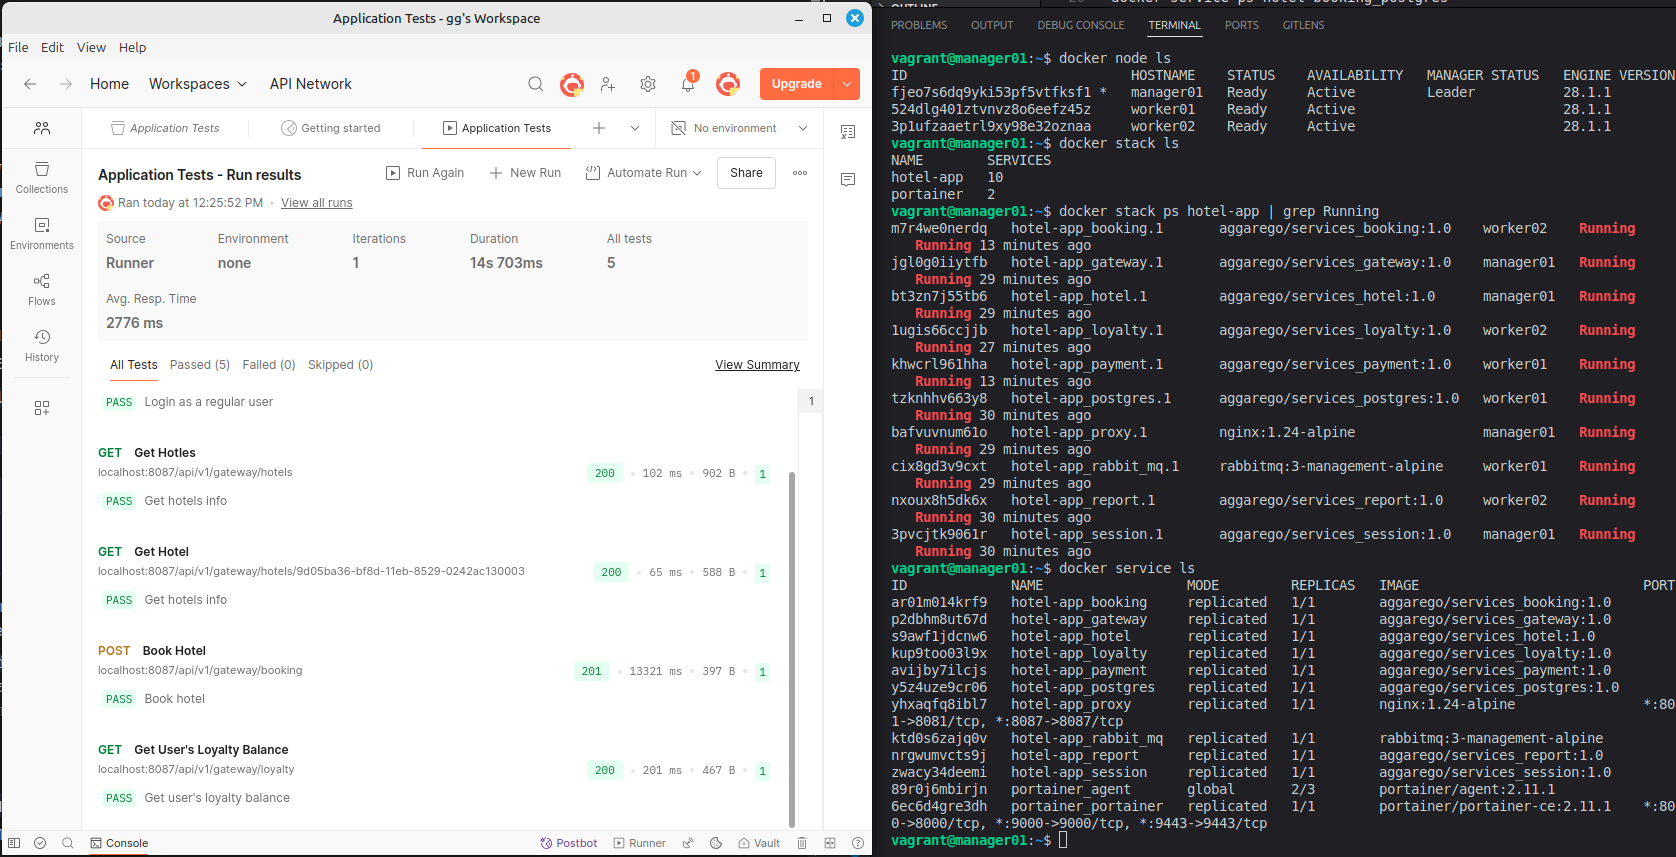 Application Tests - gg's Workspace
File Edit View Help
Home Workspaces API Network
1
Upgrade
Application Tests
Getting started
Application Tests
No environment
Collections
Environments
Flows
History
Application Tests - Run results
Run Again
New Run
Automate Run
Share
Ran today at 12:25:52 PM · View all runs
Source Environment Iterations Duration All tests
Runner none 1 14s 703ms 5
Avg. Resp. Time
2776 ms
All Tests Passed (5) Failed (0) Skipped (0) View Summary
PASS Login as a regular user
1
GET Get Hotles
localhost:8087/api/v1/gateway/hotels 200 • 102 ms • 902 B • 1
PASS Get hotels info
GET Get Hotel
localhost:8087/api/v1/gateway/hotels/9d05ba36-bf8d-11eb-8529-0242ac130003 200 • 65 ms • 588 B • 1
PASS Get hotels info
POST Book Hotel
localhost:8087/api/v1/gateway/booking 201 • 13321 ms • 397 B • 1
PASS Book hotel
GET Get User's Loyalty Balance
localhost:8087/api/v1/gateway/loyalty 200 • 201 ms • 467 B • 1
PASS Get user's loyalty balance
Console Postbot Runner Vault
PROBLEMS OUTPUT DEBUG CONSOLE TERMINAL PORTS GITLENS
vagrant@manager01:~$ docker node ls
ID HOSTNAME STATUS AVAILABILITY MANAGER STATUS ENGINE VERSION
fjeo7s6dq9yki53pf5vtfksf1 * manager01 Ready Active Leader 28.1.1
524dlg401ztvnvz8o6eefz45z worker01 Ready Active 28.1.1
3p1ufzaaetrl9xy98e32oznaa worker02 Ready Active 28.1.1
vagrant@manager01:~$ docker stack ls
NAME SERVICES
hotel-app 10
portainer 2
vagrant@manager01:~$ docker stack ps hotel-app | grep Running
m7r4we0nerdq hotel-app_booking.1 aggarego/services_booking:1.0 worker02 Running
Running 13 minutes ago
jgl0g0iiytfb hotel-app_gateway.1 aggarego/services_gateway:1.0 manager01 Running
Running 29 minutes ago
bt3zn7j55tb6 hotel-app_hotel.1 aggarego/services_hotel:1.0 manager01 Running
Running 29 minutes ago
1ugis66ccjjb hotel-app_loyalty.1 aggarego/services_loyalty:1.0 worker02 Running
Running 27 minutes ago
khwcrl961hha hotel-app_payment.1 aggarego/services_payment:1.0 worker01 Running
Running 13 minutes ago
tzknhhv663y8 hotel-app_postgres.1 aggarego/services_postgres:1.0 worker01 Running
Running 30 minutes ago
bafvuvnum61o hotel-app_proxy.1 nginx:1.24-alpine manager01 Running
Running 29 minutes ago
cix8gd3v9cxt hotel-app_rabbit_mq.1 rabbitmq:3-management-alpine worker01 Running
Running 29 minutes ago
nxoux8h5dk6x hotel-app_report.1 aggarego/services_report:1.0 worker02 Running
Running 30 minutes ago
3pvcjtk9061r hotel-app_session.1 aggarego/services_session:1.0 manager01 Running
Running 30 minutes ago
vagrant@manager01:~$ docker service ls
ID NAME MODE REPLICAS IMAGE PORT
ar01m014krf9 hotel-app_booking replicated 1/1 aggarego/services_booking:1.0
p2dbhm8ut67d hotel-app_gateway replicated 1/1 aggarego/services_gateway:1.0
s9awf1jdcnw6 hotel-app_hotel replicated 1/1 aggarego/services_hotel:1.0
kup9too03l9x hotel-app_loyalty replicated 1/1 aggarego/services_loyalty:1.0
avijby7ilcjs hotel-app_payment replicated 1/1 aggarego/services_payment:1.0
y5z4uze9cr06 hotel-app_postgres replicated 1/1 aggarego/services_postgres:1.0
yhxaqfq8ibl7 hotel-app_proxy replicated 1/1 nginx:1.24-alpine *:80
1->8081/tcp, *:8087->8087/tcp
ktd0s6zajq0v hotel-app_rabbit_mq replicated 1/1 rabbitmq:3-management-alpine
nrgwumvcts9j hotel-app_report replicated 1/1 aggarego/services_report:1.0
zwacy34deemi hotel-app_session replicated 1/1 aggarego/services_session:1.0
89r0j6mbirjn portainer_agent global 2/3 portainer/agent:2.11.1
6ec6d4gre3dh portainer_portainer replicated 1/1 portainer/portainer-ce:2.11.1 *:80
0->8000/tcp, *:9000->9000/tcp, *:9443->9443/tcp
vagrant@manager01:~$